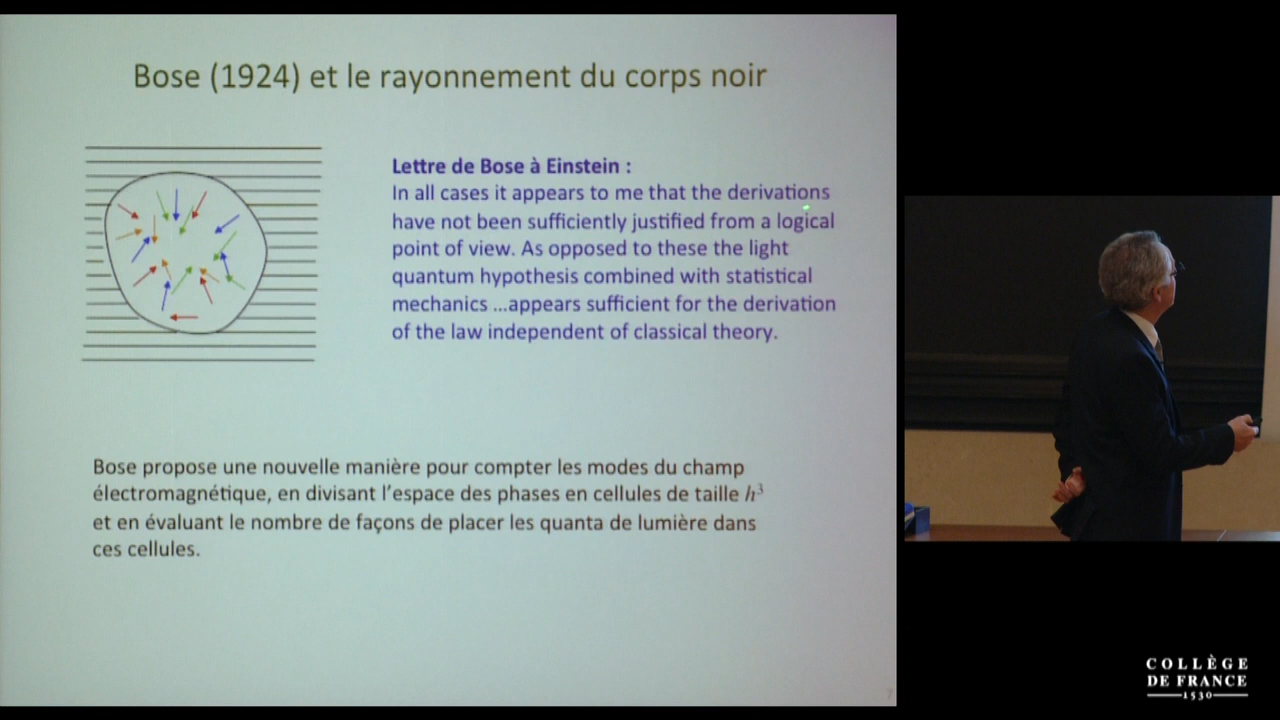 Bose (1924) et le rayonnement du corps noir
Lettre de Bose à Einstein :
In all cases it appears to me that the derivations
have not been sufficiently justified from a logical
point of view. As opposed to these the light
quantum hypothesis combined with statistical
mechanics ...appears sufficient for the derivation
of the law independent of classical theory.
Bose propose une nouvelle manière pour compter les modes du champ
électromagnétique, en divisant l'espace des phases en cellules de taille h³
et en évaluant le nombre de façons de placer les quanta de lumière dans
ces cellules.
7
COLLÈGE
DE FRANCE
1530